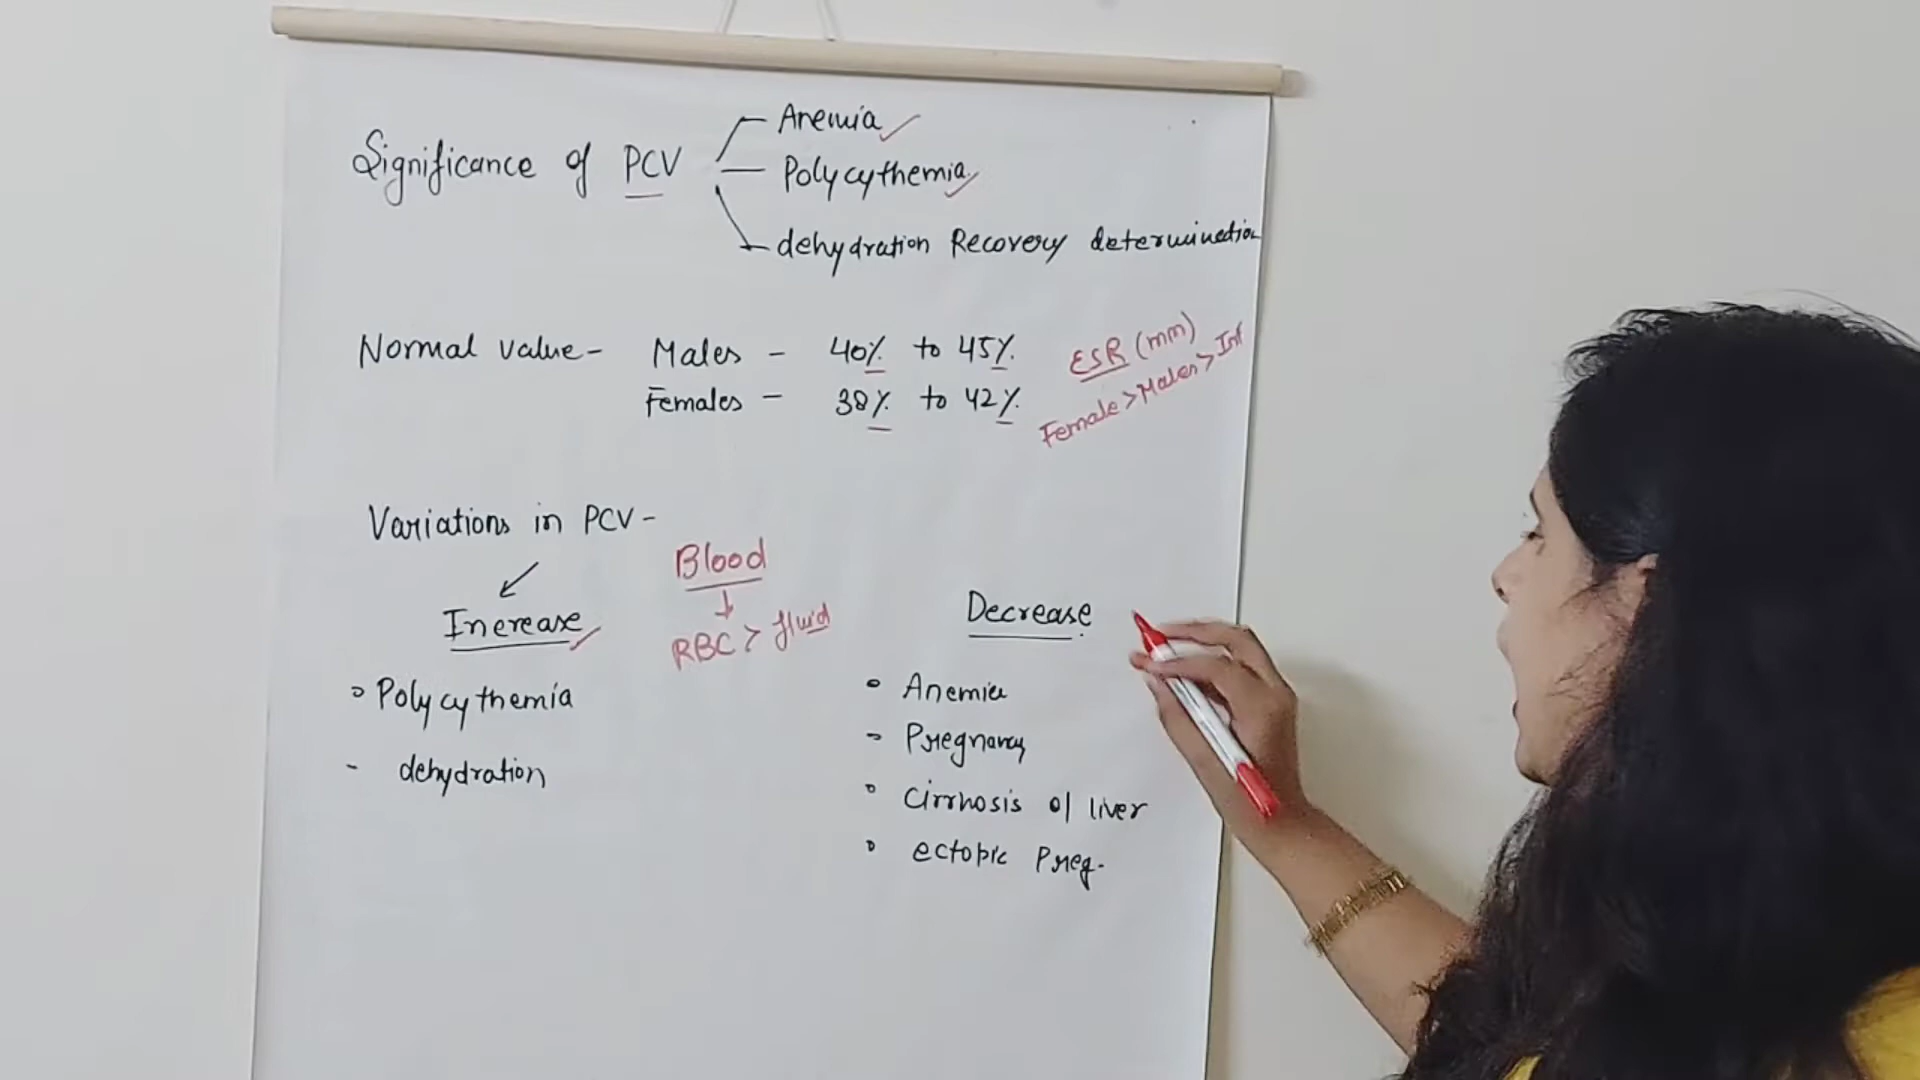 Significance of PCV
Anemia
Polycythemia
dehydration Recovery determination
Normal value - Males - 40% to 45%.
Females - 38% to 42%.
ESR (mm)
Female > Males > Inf
Variations in PCV -
Blood
RBC > fluid
Increase
Polycythemia
- dehydration
Decrease
Anemia
- Pregnancy
Cirrhosis of liver
ectopic Preg.